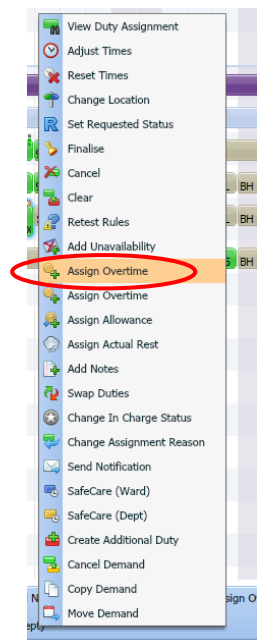 View Duty Assignment
Adjust Times
Reset Times
Change Location
R Set Requested Status
Finalise
Cancel
Clear
BH
Retest Rules
BH
Add Unavailability
Assign Overtime
BH
Assign Overtime
Assign Allowance
Assign Actual Rest
Add Notes
Swap Duties
Change In Charge Status
Change Assignment Reason
Send Notification
SafeCare (Ward)
SafeCare (Dept)
Create Additional Duty
Cancel Demand
Copy Demand
sign O
Move Demand